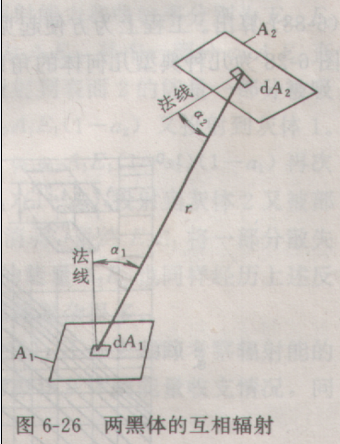 A₂
dA₂
法线
α₂
r
法线
α₁
A₁
dA₁
图 6-26 两黑体的互相辐射